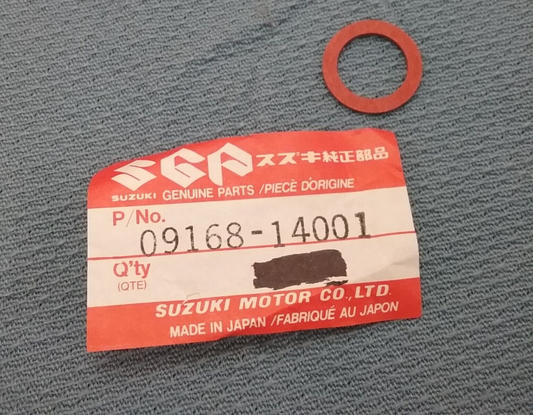 SGP スズキ純正部品
SUZUKI GENUINE PARTS / PIECÈ D'ORIGINE
P/No.
09168-14001
Q'ty
(QTE)
SUZUKI MOTOR CO., LTD.
MADE IN JAPAN / FABRIQUÉ AU JAPON